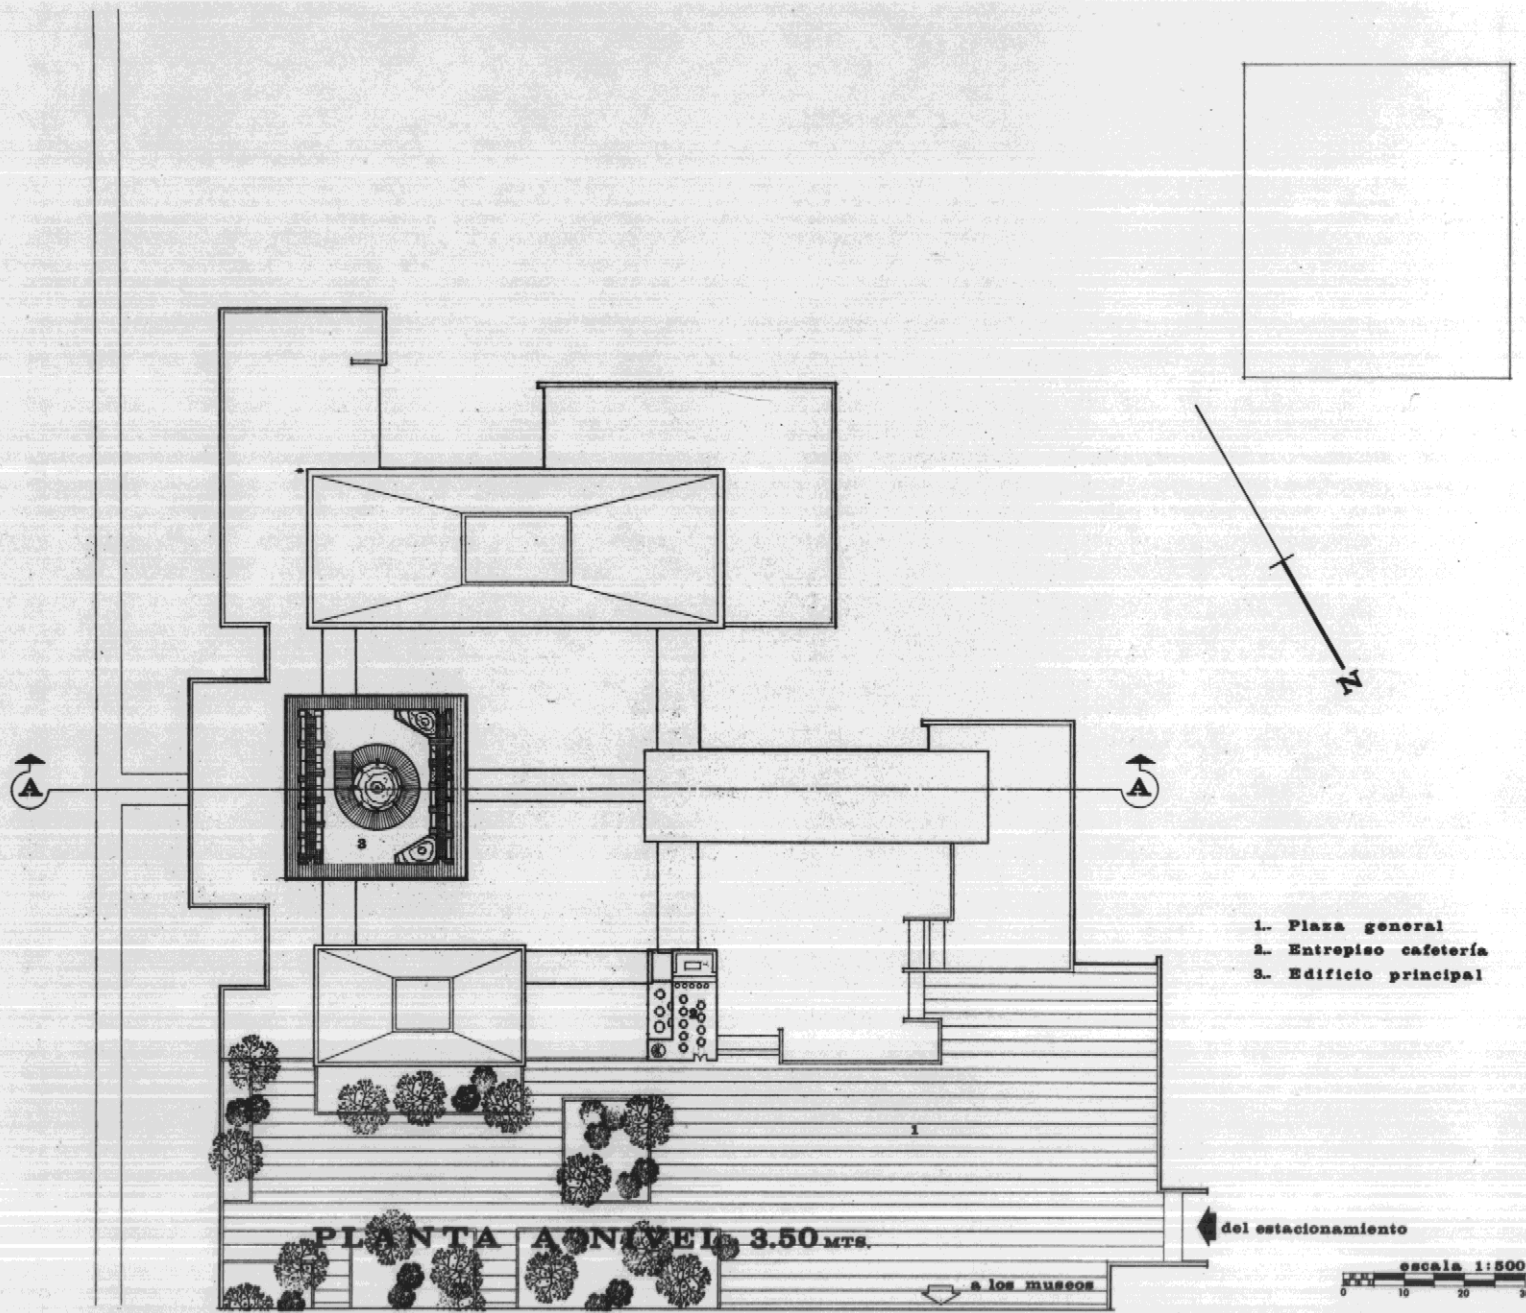 N
A
A
3
1.. Plaza general
2.. Entrepiso cafetería
3.. Edificio principal
2
1
PLANTA A NIVEL 3.50 MTS.
del estacionamiento
a los museos
escala 1:500
0 10 20 30